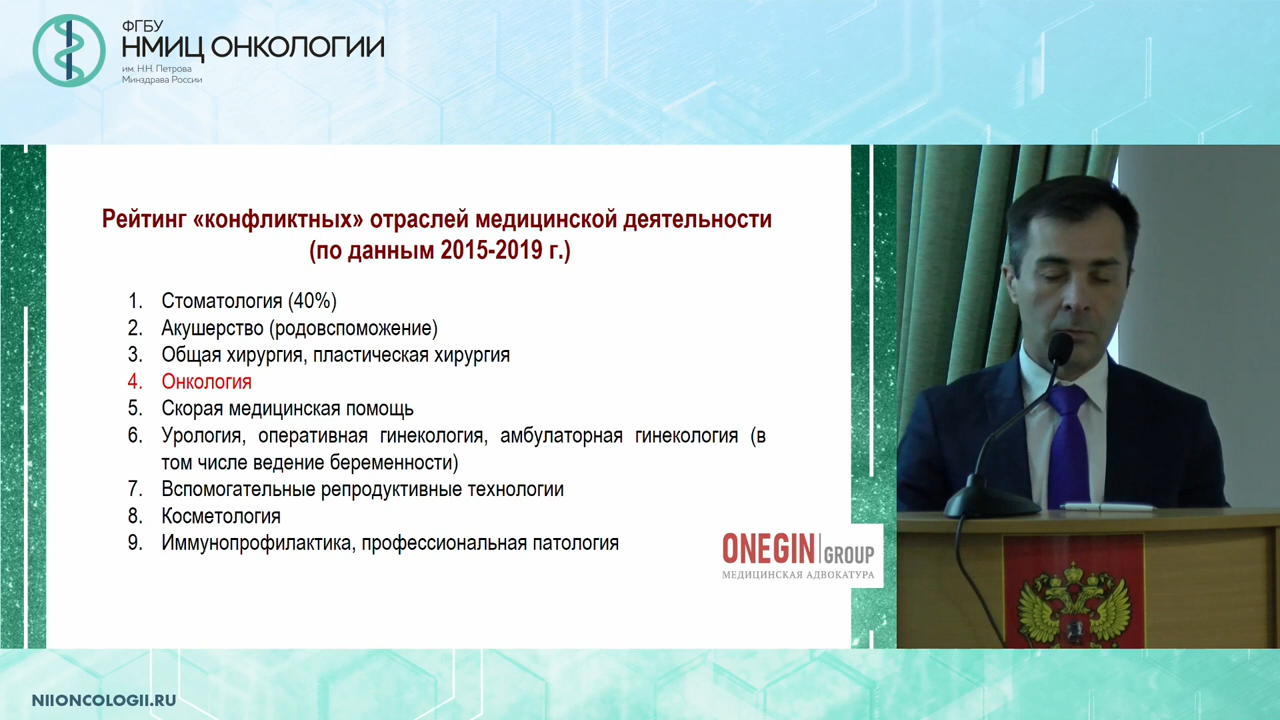 ФГБУ
НМИЦ ОНКОЛОГИИ
им. Н.Н. Петрова
Минздрава России
Рейтинг «конфликтных» отраслей медицинской деятельности
(по данным 2015-2019 г.)
1. Стоматология (40%)
2. Акушерство (родовспоможение)
3. Общая хирургия, пластическая хирургия
4. Онкология
5. Скорая медицинская помощь
6. Урология, оперативная гинекология, амбулаторная гинекология (в
том числе ведение беременности)
7. Вспомогательные репродуктивные технологии
8. Косметология
9. Иммунопрофилактика, профессиональная патология
ONEGIN GROUP
МЕДИЦИНСКАЯ АДВОКАТУРА
NIIONCOLOGII.RU